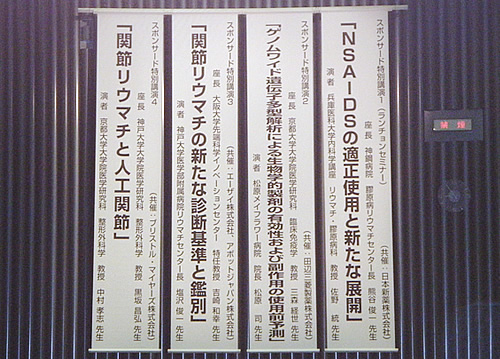 スポンサード特別講演1（ランチョンセミナー）
「NSAIDSの適正使用と新たな展開」
（共催：日本新薬株式会社）
座長 神鋼病院 膠原病リウマチセンター長 熊谷 俊一 先生
演者 兵庫医科大学内科学講座 リウマチ・膠原病科 教授 佐野 統 先生
スポンサード特別講演2
「ゲノムワイド遺伝子多型解析による生物学的製剤の有効性および副作用の使用前予測」
（共催：田辺三菱製薬株式会社）
座長 京都大学大学院医学研究科 臨床免疫学 教授 三森 経世 先生
演者 松原メイフラワー病院 院長 松原 司 先生
スポンサード特別講演3
「関節リウマチの新たな診断基準と鑑別」
（共催：エーザイ株式会社、アボットジャパン株式会社）
座長 大阪大学先端科学イノベーションセンター 特任教授 吉崎 和幸 先生
演者 神戸大学医学部附属病院リウマチセンター長 塩沢 俊一 先生
スポンサード特別講演4
「関節リウマチと人工関節」
（共催：ブリストル・マイヤーズ株式会社）
座長 神戸大学大学院医学研究科 整形外科学 教授 黒坂 昌弘 先生
演者 京都大学大学院医学研究科 整形外科学 教授 中村 孝志 先生
禁煙